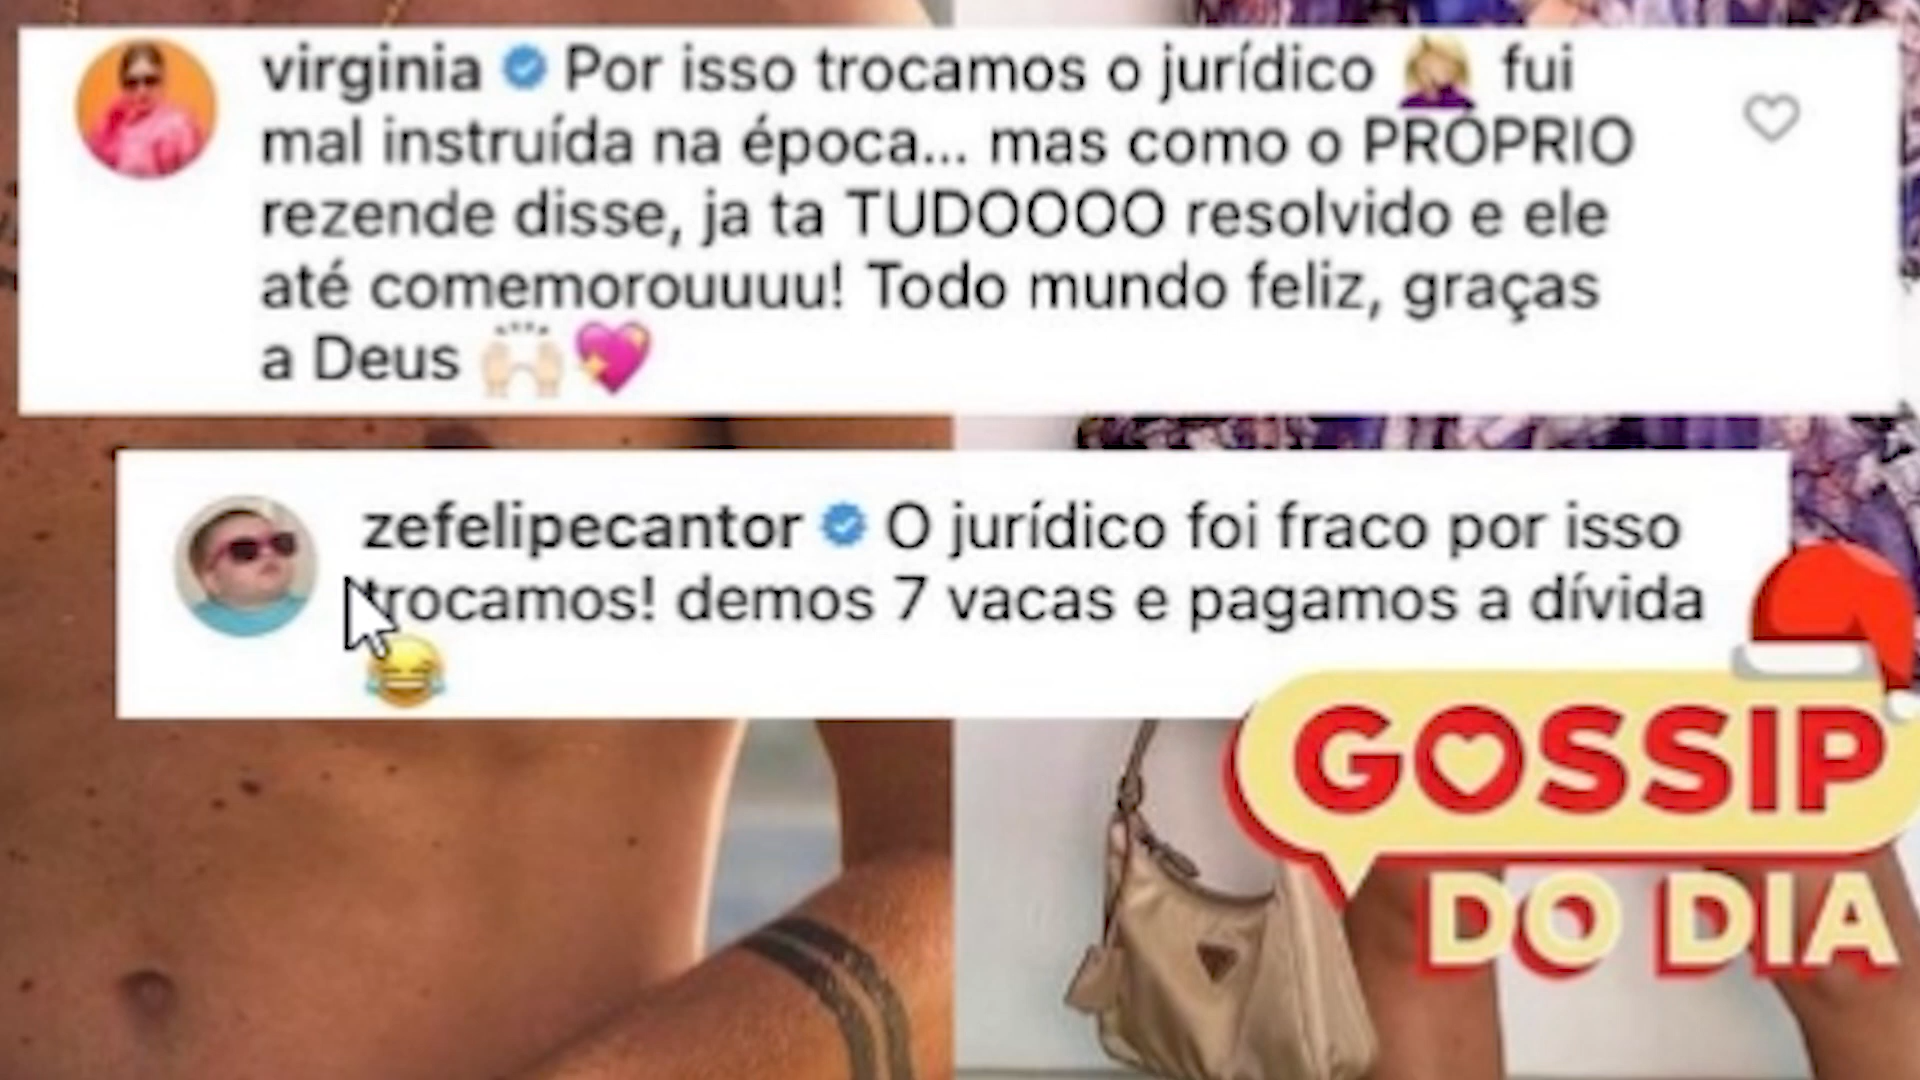 virginia Por isso trocamos o jurídico 🤦🏼‍♀️ fui
mal instruída na época... mas como o PRÓPRIO
rezende disse, ja ta TUDOOOO resolvido e ele
até comemorouuuu! Todo mundo feliz, graças
a Deus 🙌🏻💖
zefelipecantor O jurídico foi fraco por isso
trocamos! demos 7 vacas e pagamos a dívida
😂
GOSSIP
DO DIA